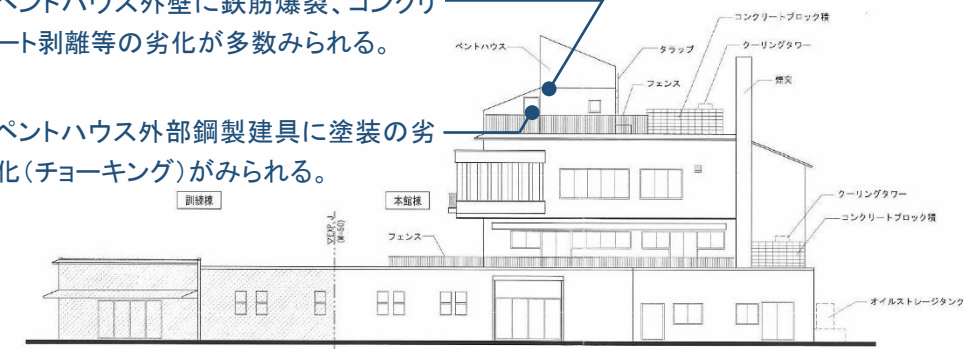 ペントハウス外壁に鉄筋爆裂、コンクリ
ート剥離等の劣化が多数みられる。
ペントハウス外部鋼製建具に塗装の劣
化(チョーキング)がみられる。
コンクリートブロック積
クーリングタワー
ペントハウス
タラップ
煙突
フェンス
訓練棟
本館棟
クーリングタワー
コンクリートブロック積
フェンス
EXP.J
(W=50)
オイルストレージタンク